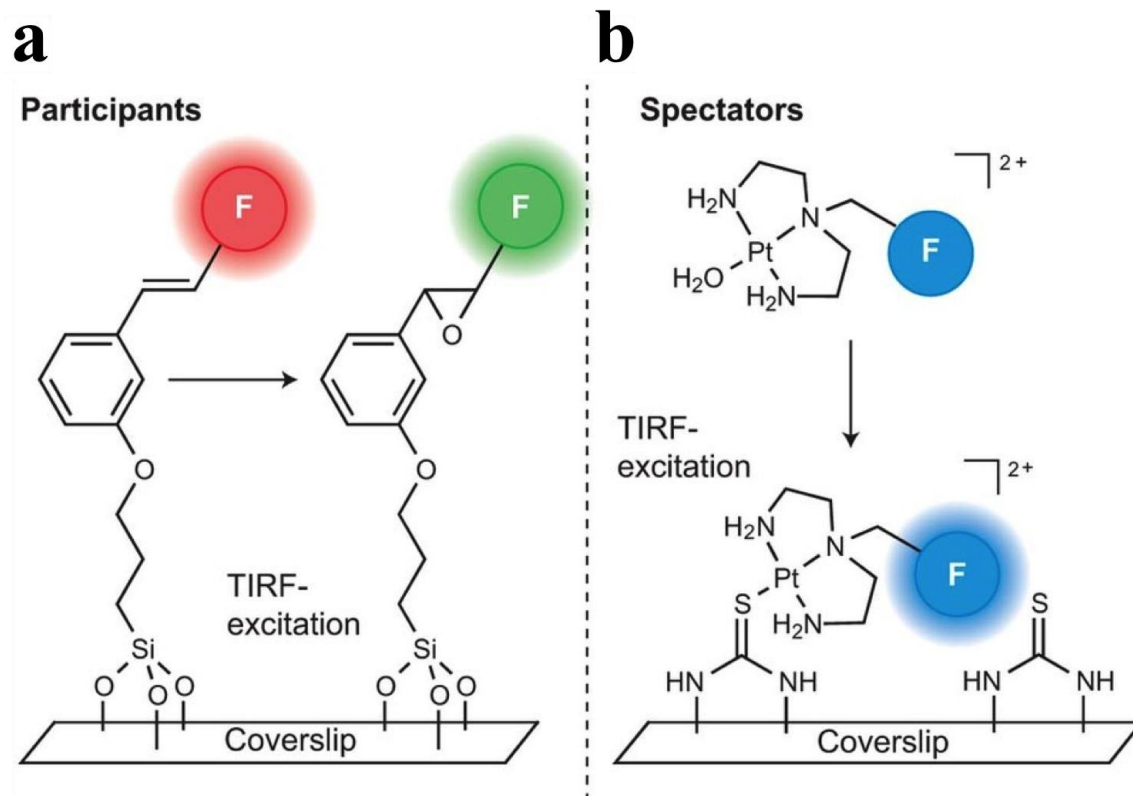 a
Participants
F
F
O
O
O
TIRF-
excitation
Si
Si
O O O
O O O
Coverslip
b
Spectators
2+
H₂N
N
Pt
F
H₂O
H₂N
TIRF-
excitation
2+
H₂N
N
Pt
F
S
H₂N
S
HN NH
HN NH
Coverslip